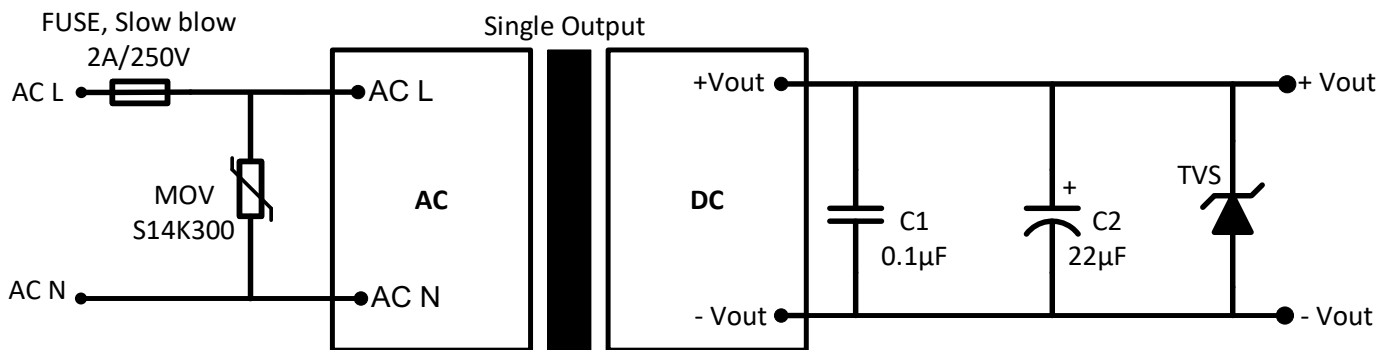 FUSE, Slow blow
2A/250V
Single Output
AC L
AC L
+Vout
+ Vout
MOV
S14K300
AC
DC
C1
0.1µF
+
C2
22µF
TVS
AC N
AC N
- Vout
- Vout